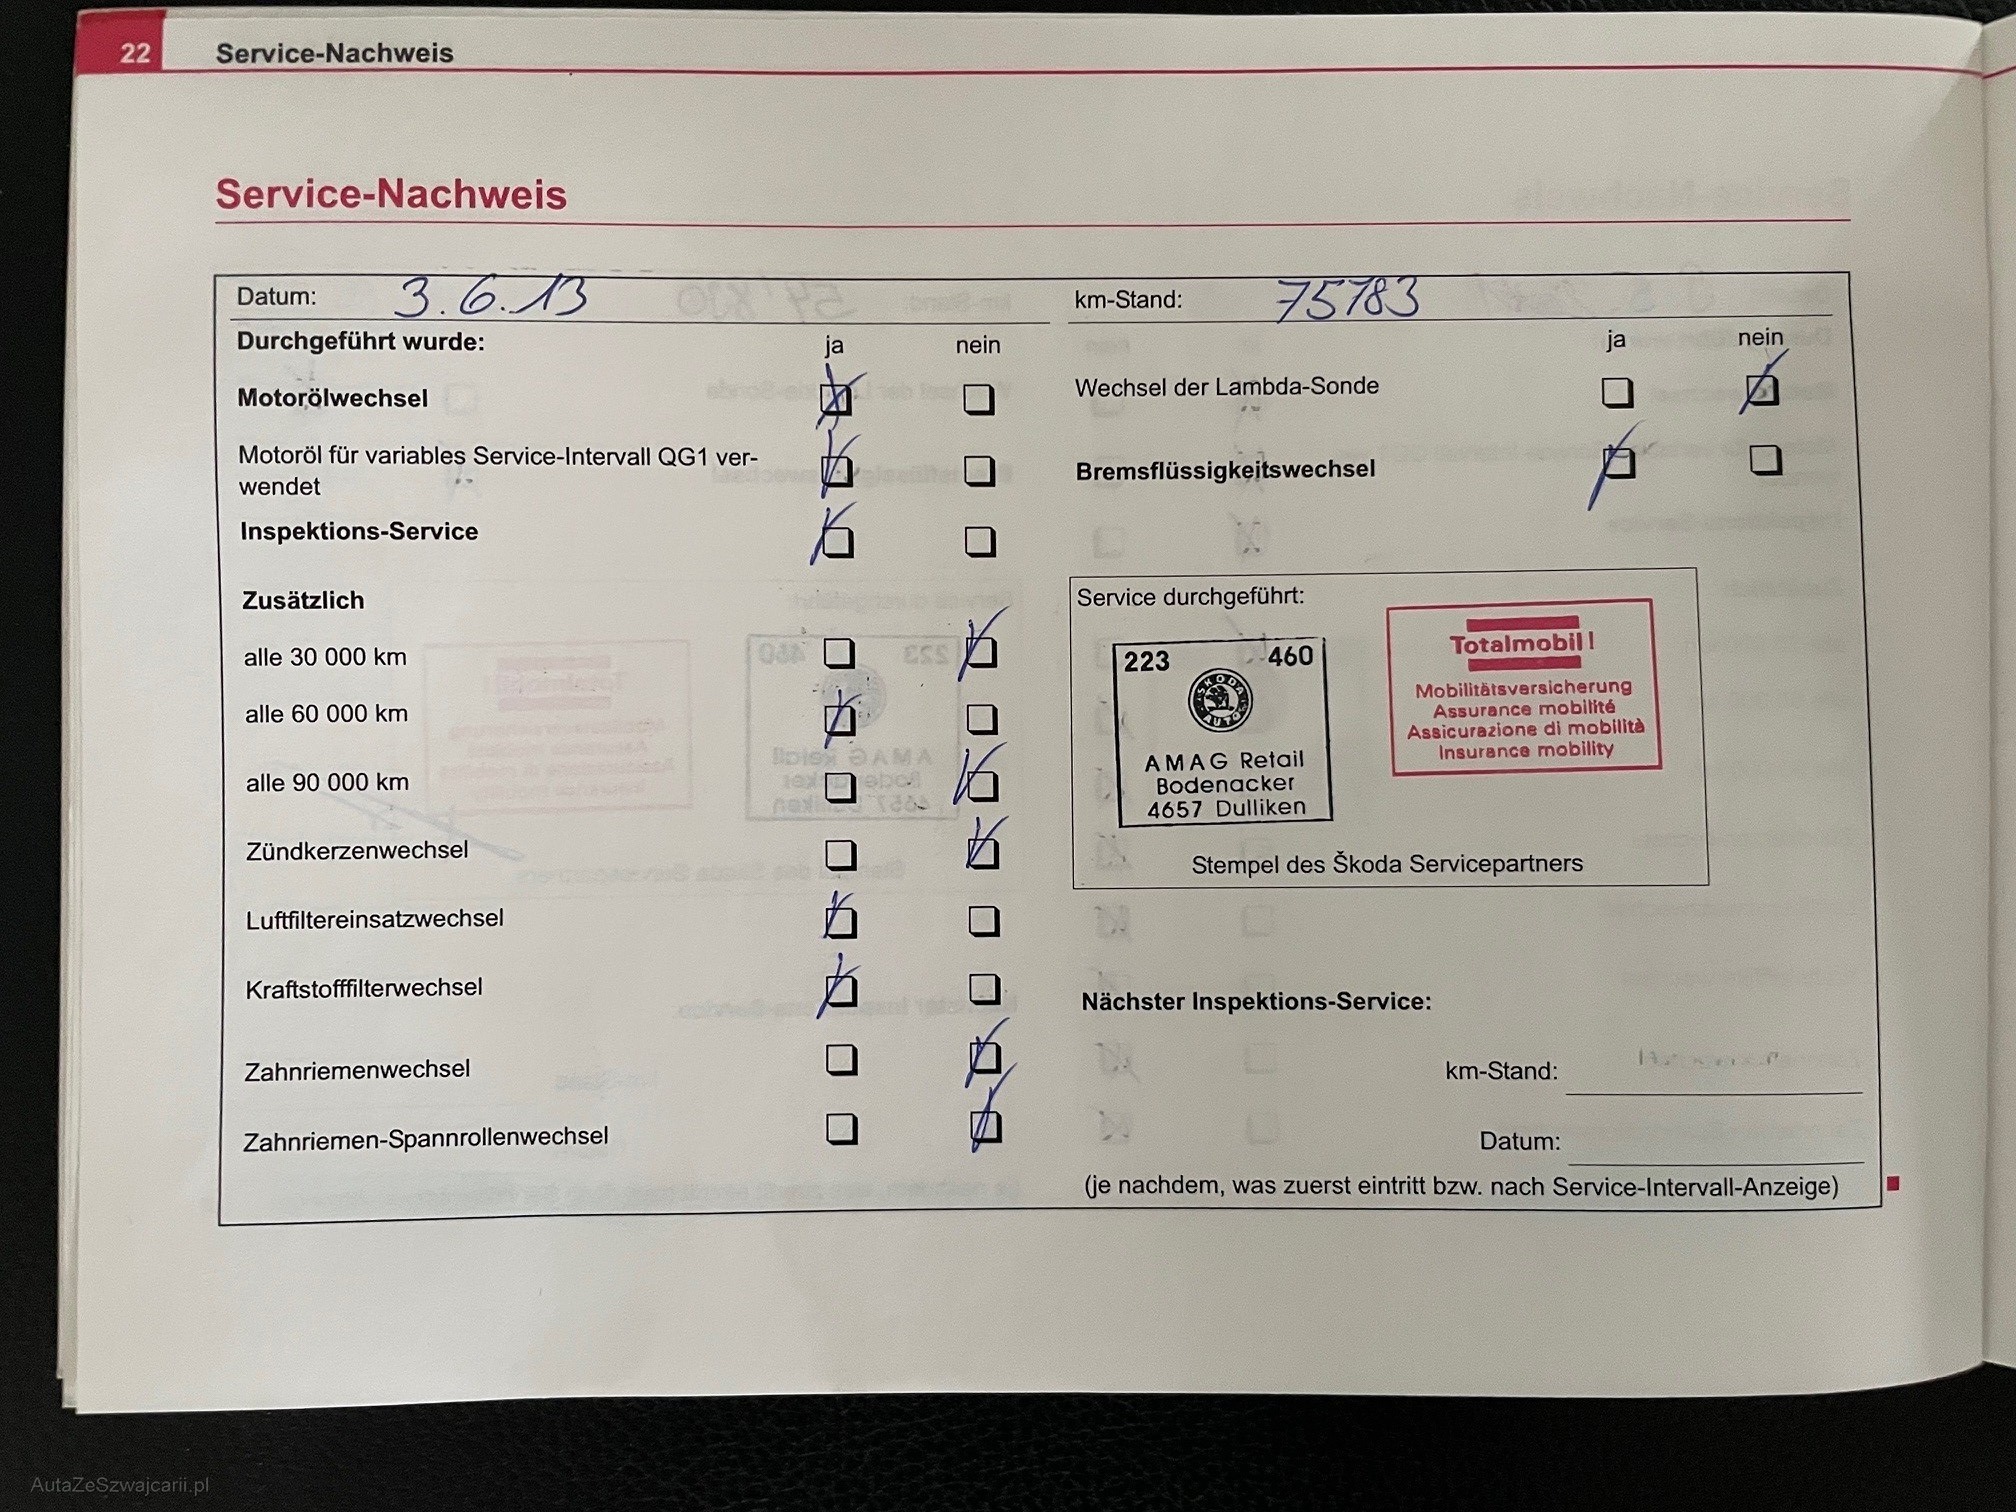 22 Service-Nachweis
Service-Nachweis
Datum: 3.6.13
km-Stand: 75783
Durchgeführt wurde: ja nein
Motorölwechsel
Motoröl für variables Service-Intervall QG1 ver-
wendet
Inspektions-Service
Zusätzlich
alle 30 000 km
alle 60 000 km
alle 90 000 km
Zündkerzenwechsel
Luftfiltereinsatzwechsel
Kraftstofffilterwechsel
Zahnriemenwechsel
Zahnriemen-Spannrollenwechsel
ja nein
Wechsel der Lambda-Sonde
Bremsflüssigkeitswechsel
Service durchgeführt:
223 460
SKODA
AUTO
AMAG Retail
Bodenacker
4657 Dulliken
Totalmobil!
Mobilitätsversicherung
Assurance mobilité
Assicurazione di mobilità
Insurance mobility
Stempel des Škoda Servicepartners
Nächster Inspektions-Service:
km-Stand:
Datum:
(je nachdem, was zuerst eintritt bzw. nach Service-Intervall-Anzeige)
AutaZeSzwajcarii.pl